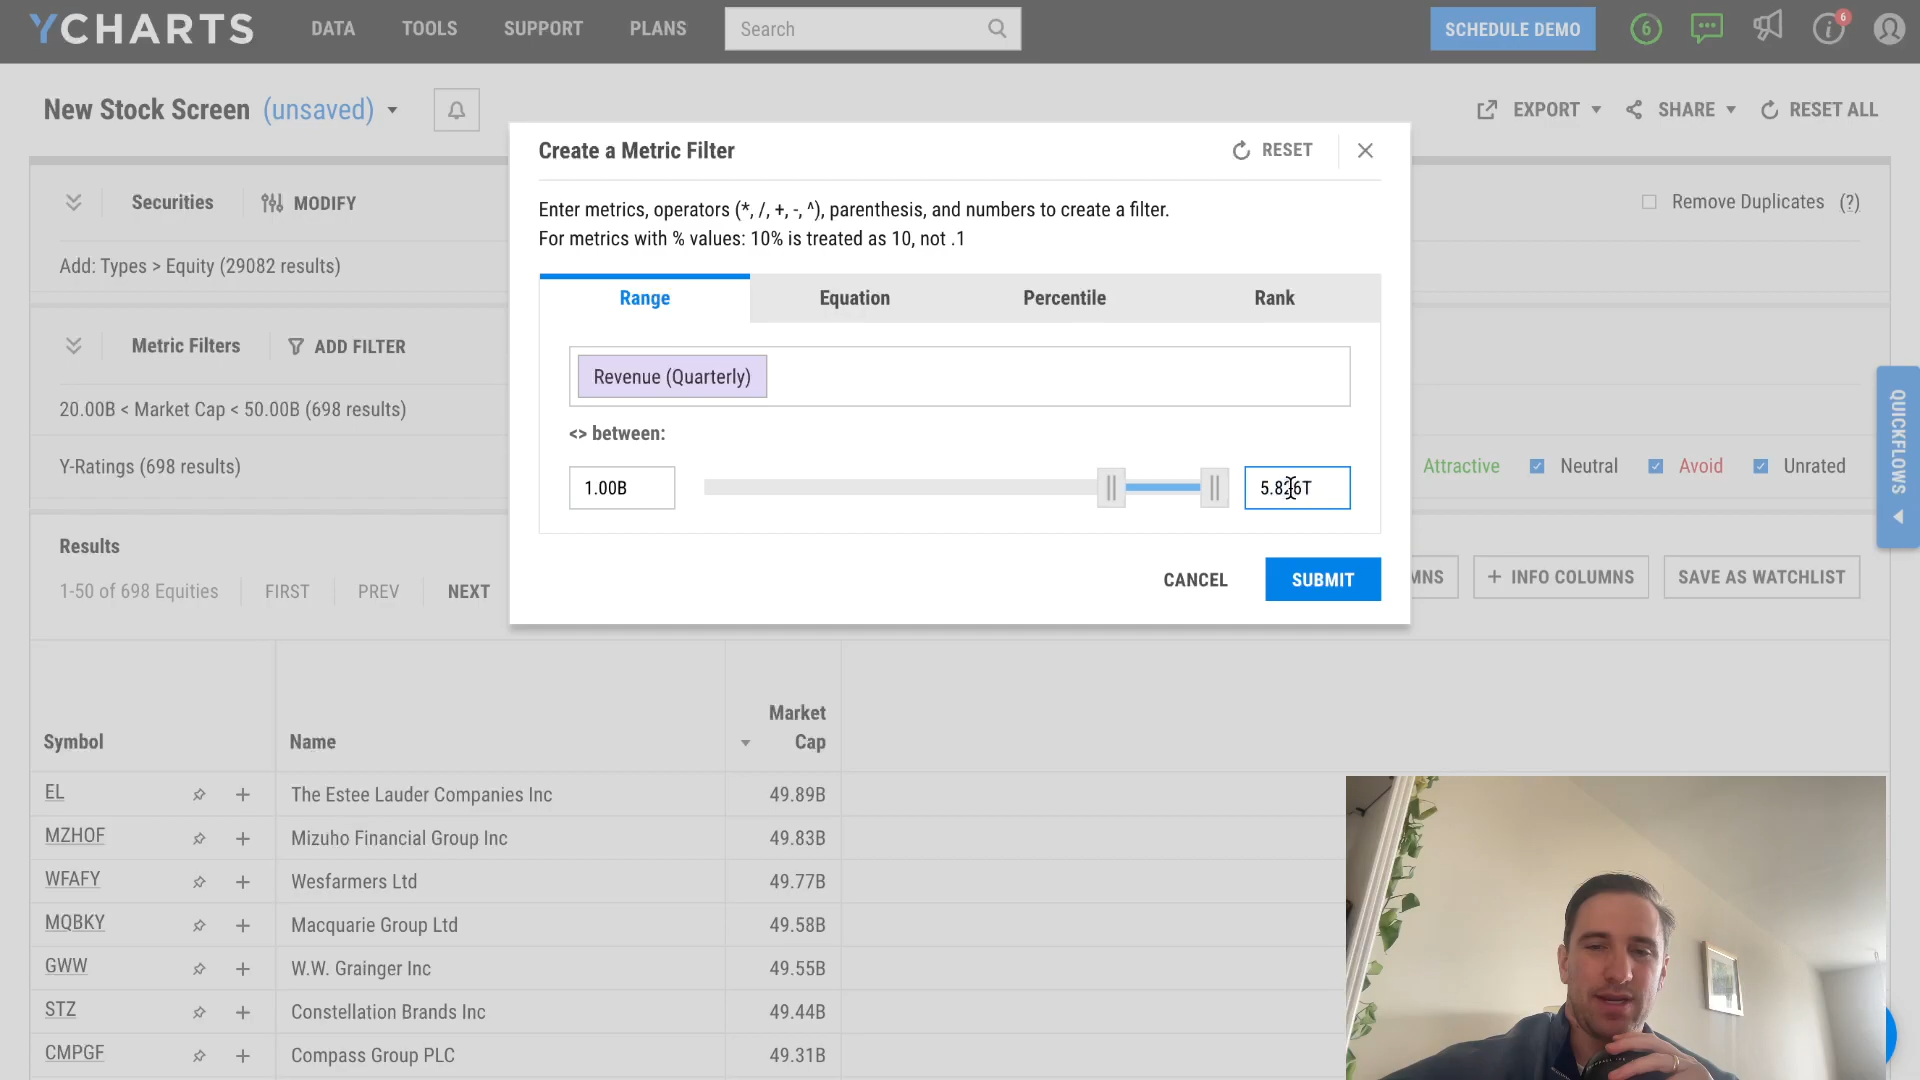 YCHARTS
DATA
TOOLS
SUPPORT
PLANS
Search
SCHEDULE DEMO
6
6
New Stock Screen (unsaved)
EXPORT
SHARE
RESET ALL
Create a Metric Filter
RESET
Securities
MODIFY
Remove Duplicates (?)
Enter metrics, operators (*, /, +, -, ^), parenthesis, and numbers to create a filter.
For metrics with % values: 10% is treated as 10, not .1
Add: Types > Equity (29082 results)
Range
Equation
Percentile
Rank
Metric Filters
ADD FILTER
Revenue (Quarterly)
20.00B < Market Cap < 50.00B (698 results)
<> between:
QUICKFLOWS
Y-Ratings (698 results)
Attractive
Neutral
Avoid
Unrated
1.00B
5.826T
Results
CANCEL
SUBMIT
MNS
+ INFO COLUMNS
SAVE AS WATCHLIST
1-50 of 698 Equities
FIRST
PREV
NEXT
Symbol
Name
Market
Cap
EL
The Estee Lauder Companies Inc
49.89B
MZHOF
Mizuho Financial Group Inc
49.83B
WFAFY
Wesfarmers Ltd
49.77B
MQBKY
Macquarie Group Ltd
49.58B
GWW
W.W. Grainger Inc
49.55B
STZ
Constellation Brands Inc
49.44B
CMPGF
Compass Group PLC
49.31B